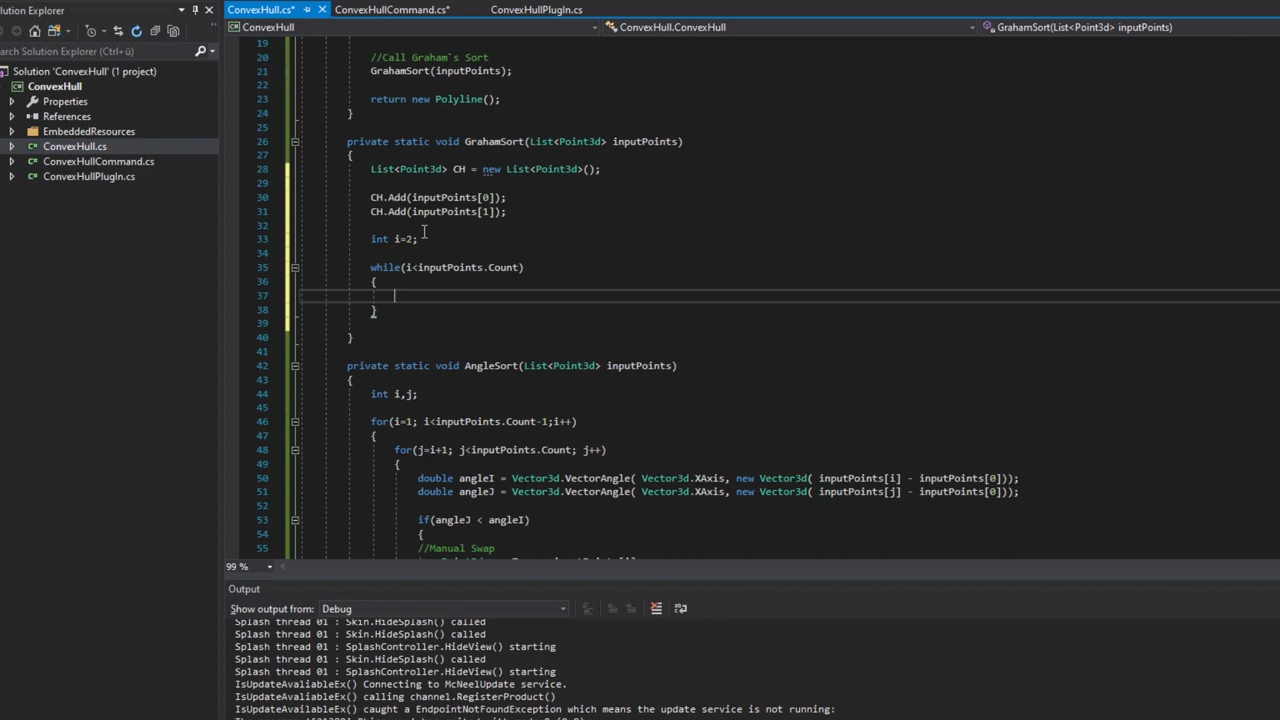 Solution Explorer
Search Solution Explorer (Ctrl+ü)
Solution 'ConvexHull' (1 project)
ConvexHull
Properties
References
EmbeddedResources
ConvexHull.cs
ConvexHullCommand.cs
ConvexHullPlugIn.cs
ConvexHull.cs*
ConvexHullCommand.cs*
ConvexHullPlugIn.cs
ConvexHull
ConvexHull.ConvexHull
GrahamSort(List<Point3d> inputPoints)
19
20 //Call Graham`s Sort
21 GrahamSort(inputPoints);
22
23 return new Polyline();
24 }
25
26 private static void GrahamSort(List<Point3d> inputPoints)
27 {
28 List<Point3d> CH = new List<Point3d>();
29
30 CH.Add(inputPoints[0]);
31 CH.Add(inputPoints[1]);
32
33 int i=2;
34
35 while(i<inputPoints.Count)
36 {
37
38 }
39
40 }
41
42 private static void AngleSort(List<Point3d> inputPoints)
43 {
44 int i,j;
45
46 for(i=1; i<inputPoints.Count-1;i++)
47 {
48 for(j=i+1; j<inputPoints.Count; j++)
49 {
50 double angleI = Vector3d.VectorAngle( Vector3d.XAxis, new Vector3d( inputPoints[i] - inputPoints[0]));
51 double angleJ = Vector3d.VectorAngle( Vector3d.XAxis, new Vector3d( inputPoints[j] - inputPoints[0]));
52
53 if(angleJ < angleI)
54 {
55 //Manual Swap
99 %
Output
Show output from: Debug
Splash thread 01 : Skin.HideSplash() called
Splash thread 01 : Skin.HideSplash() called
Splash thread 01 : SplashController.HideView() starting
Splash thread 01 : Skin.HideSplash() called
Splash thread 01 : SplashController.HideView() starting
IsUpdateAvaliableEx() Connecting to McNeelUpdate service.
IsUpdateAvaliableEx() calling channel.RegisterProduct()
IsUpdateAvaliableEx() caught a EndpointNotFoundException which means the update service is not running: